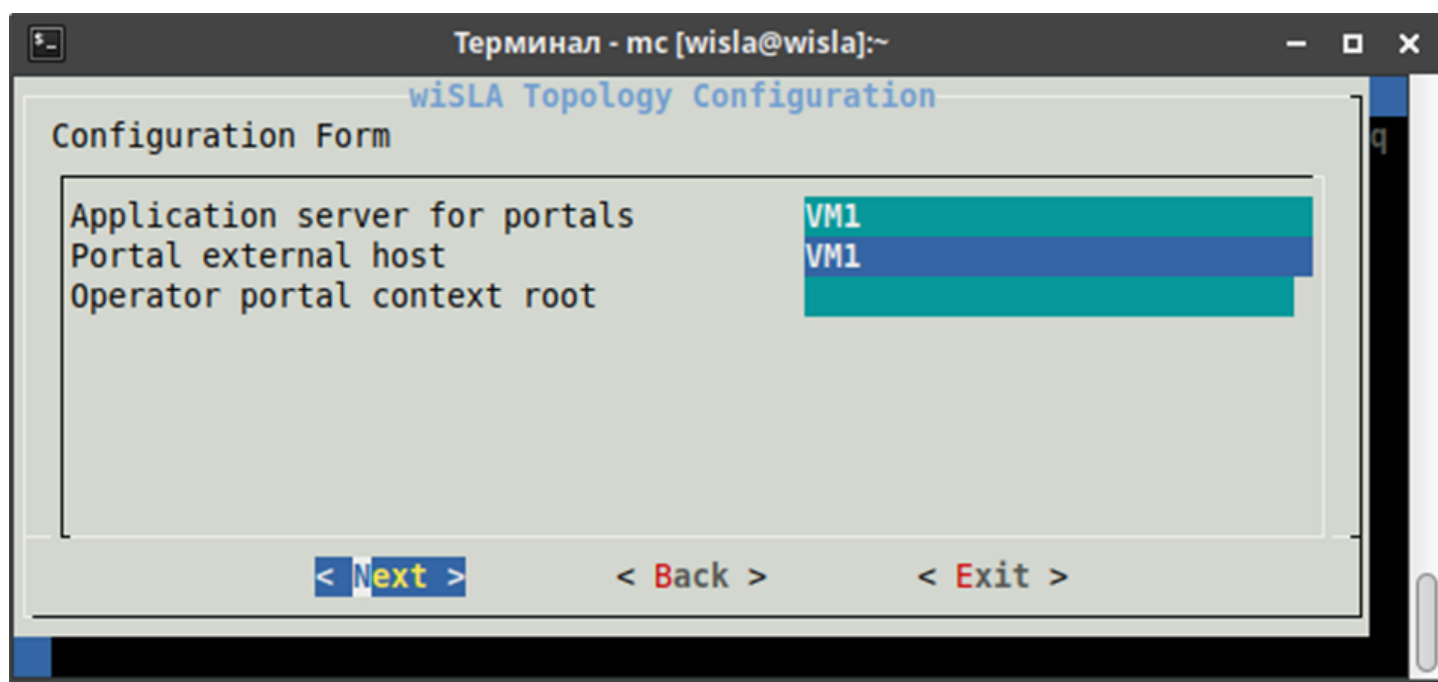 Терминал - mc [wisla@wisla]:~
wiSLA Topology Configuration
Configuration Form
q
Application server for portals VM1
Portal external host VM1
Operator portal context root
< Next > < Back > < Exit >